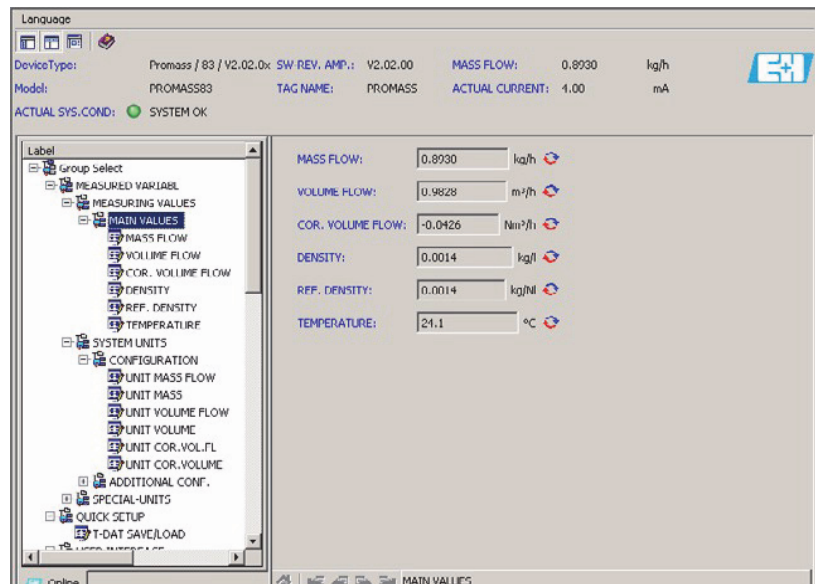 Language
DeviceType: Promass / 83 / V2.02.0x SW-REV. AMP.: V2.02.00 MASS FLOW: 0.8930 kg/h
Model: PROMASS83 TAG NAME: PROMASS ACTUAL CURRENT: 4.00 mA
ACTUAL SYS.COND: SYSTEM OK
E+H
Label
Group Select
MEASURED VARIABL
MEASURING VALUES
MAIN VALUES
MASS FLOW
VOLUME FLOW
COR. VOLUME FLOW
DENSITY
REF. DENSITY
TEMPERATURE
SYSTEM UNITS
CONFIGURATION
UNIT MASS FLOW
UNIT MASS
UNIT VOLUME FLOW
UNIT VOLUME
UNIT COR.VOL.FL
UNIT COR.VOLUME
ADDITIONAL CONF.
SPECIAL-UNITS
QUICK SETUP
T-DAT SAVE/LOAD
USER INTERFACE
Online
MASS FLOW: 0.8930 kg/h
VOLUME FLOW: 0.9828 m³/h
COR. VOLUME FLOW: -0.0426 Nm³/h
DENSITY: 0.0014 kg/l
REF. DENSITY: 0.0014 kg/Nl
TEMPERATURE: 24.1 °C
MAIN VALUES